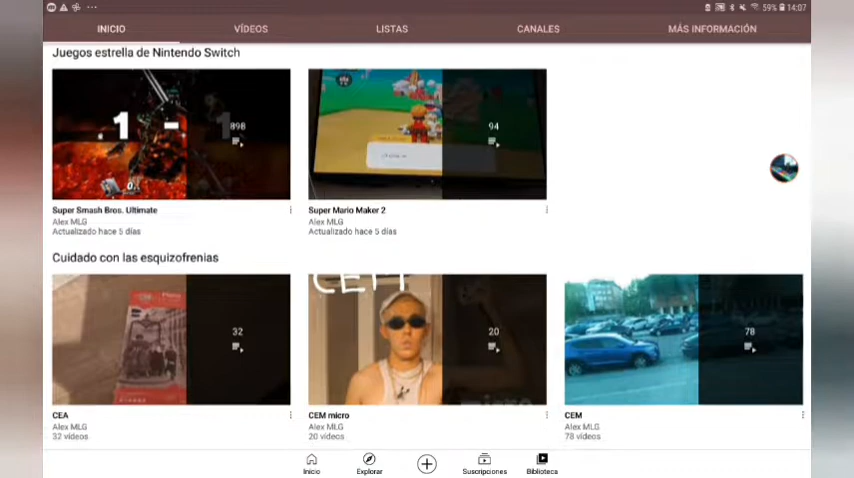 59% 14:07
INICIO VÍDEOS LISTAS CANALES MÁS INFORMACIÓN
Juegos estrella de Nintendo Switch
1 - 1
898
94
Super Smash Bros. Ultimate
Alex MLG
Actualizado hace 5 días
Super Mario Maker 2
Alex MLG
Actualizado hace 5 días
Cuidado con las esquizofrenias
CEM
32
20
78
CEA
Alex MLG
32 vídeos
CEM micro
Alex MLG
20 vídeos
CEM
Alex MLG
78 vídeos
Inicio Explorar Suscripciones Biblioteca